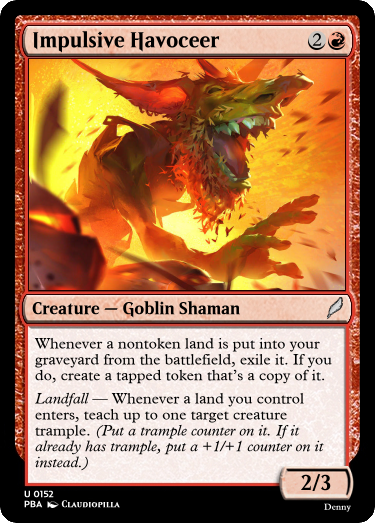 Impulsive Havoceer 2
Creature — Goblin Shaman
Whenever a nontoken land is put into your
graveyard from the battlefield, exile it. If you
do, create a tapped token that's a copy of it.
Landfall — Whenever a land you control
enters, teach up to one target creature
trample. (Put a trample counter on it. If it
already has trample, put a +1/+1 counter on it
instead.)
2/3
U 0152
PBA Claudiopilla
Denny